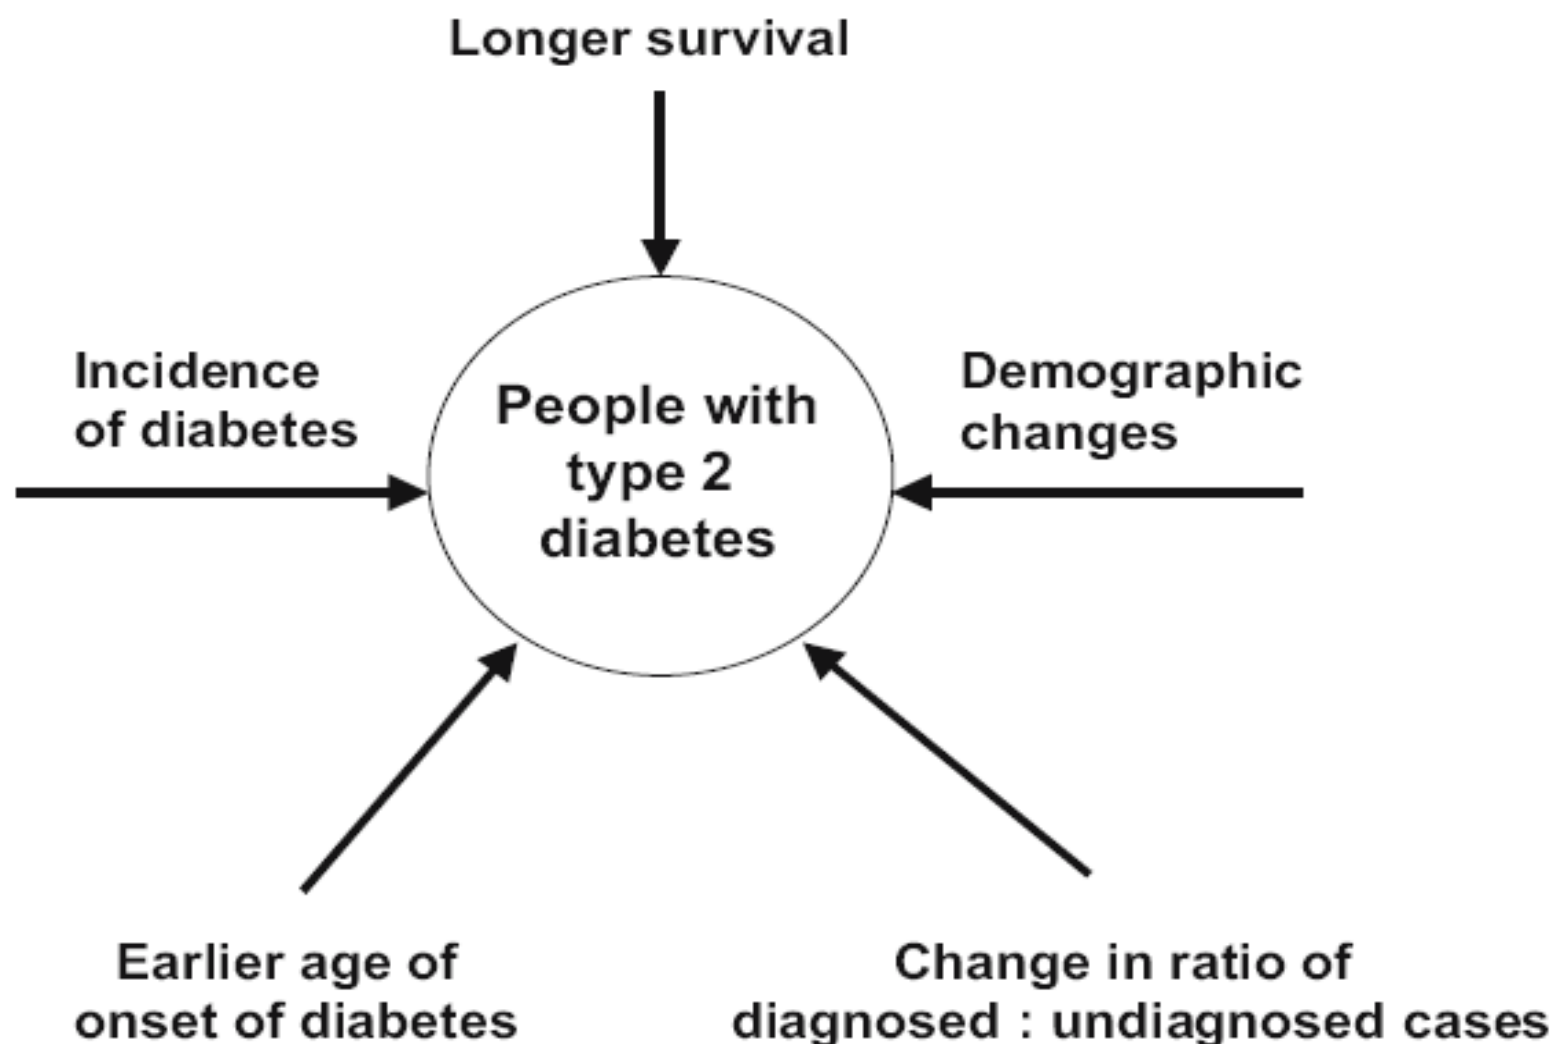 Longer survival
Incidence
of diabetes
People with
type 2
diabetes
Demographic
changes
Earlier age of
onset of diabetes
Change in ratio of
diagnosed : undiagnosed cases